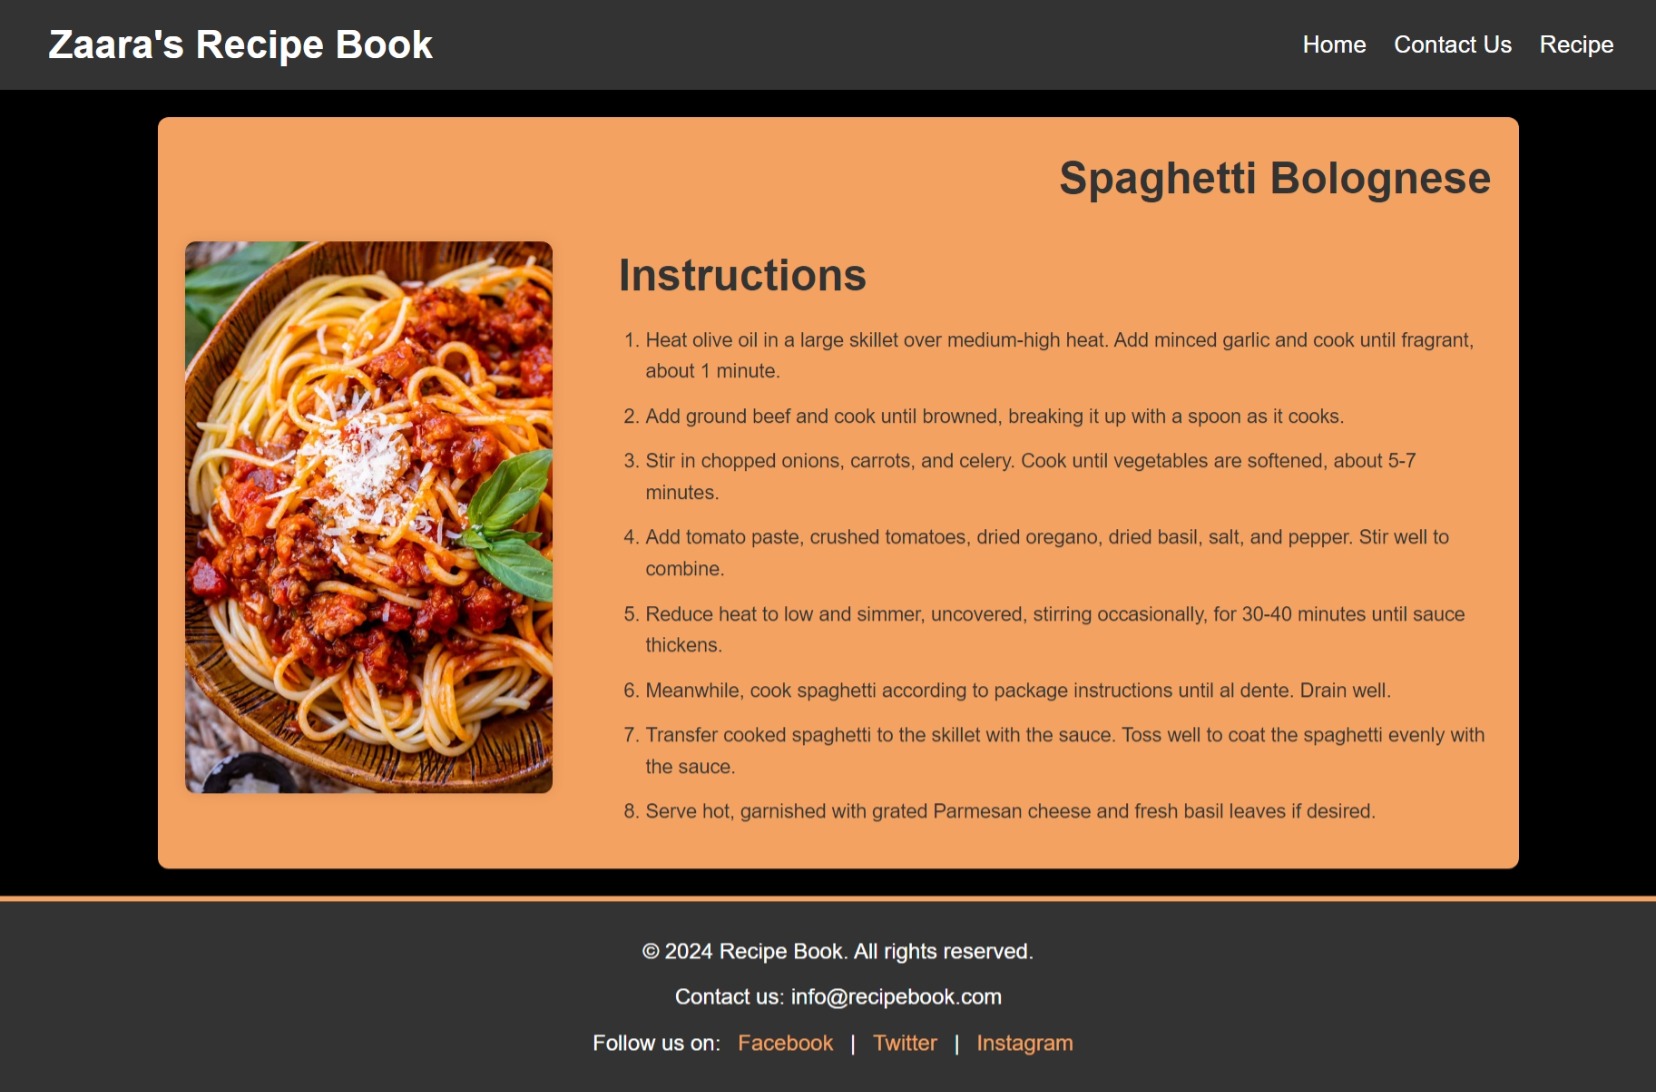 Zaara's Recipe Book
Home Contact Us Recipe
Spaghetti Bolognese
Instructions
1. Heat olive oil in a large skillet over medium-high heat. Add minced garlic and cook until fragrant,
about 1 minute.
2. Add ground beef and cook until browned, breaking it up with a spoon as it cooks.
3. Stir in chopped onions, carrots, and celery. Cook until vegetables are softened, about 5-7
minutes.
4. Add tomato paste, crushed tomatoes, dried oregano, dried basil, salt, and pepper. Stir well to
combine.
5. Reduce heat to low and simmer, uncovered, stirring occasionally, for 30-40 minutes until sauce
thickens.
6. Meanwhile, cook spaghetti according to package instructions until al dente. Drain well.
7. Transfer cooked spaghetti to the skillet with the sauce. Toss well to coat the spaghetti evenly with
the sauce.
8. Serve hot, garnished with grated Parmesan cheese and fresh basil leaves if desired.
© 2024 Recipe Book. All rights reserved.
Contact us: info@recipebook.com
Follow us on: Facebook | Twitter | Instagram